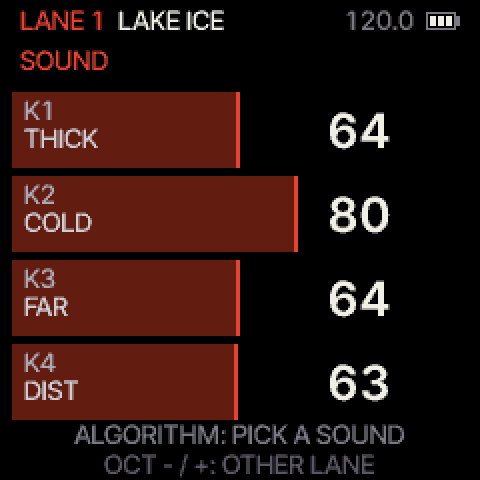 LANE 1 LAKE ICE 120.0
SOUND
K1
THICK 64
K2
COLD 80
K3
FAR 64
K4
DIST 63
ALGORITHM: PICK A SOUND
OCT - / +: OTHER LANE